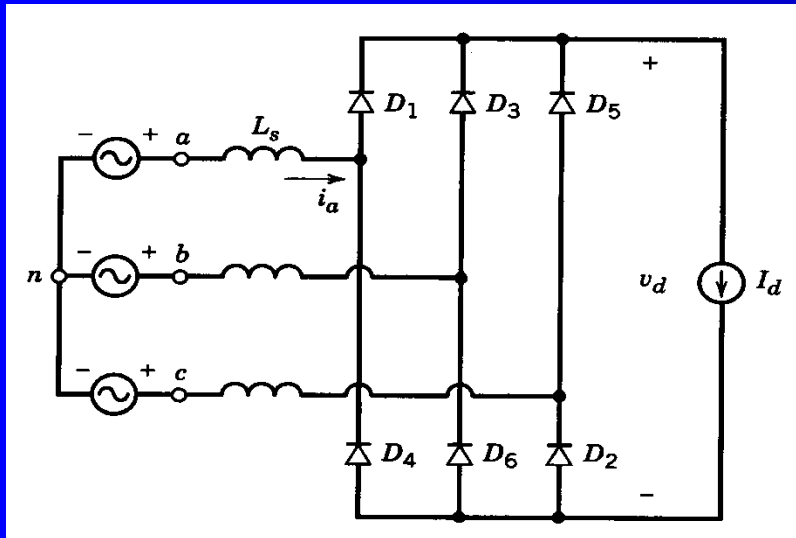 +
D1 D3 D5
- + a Ls
ia
- + b
n vd Id
- + c
D4 D6 D2
-